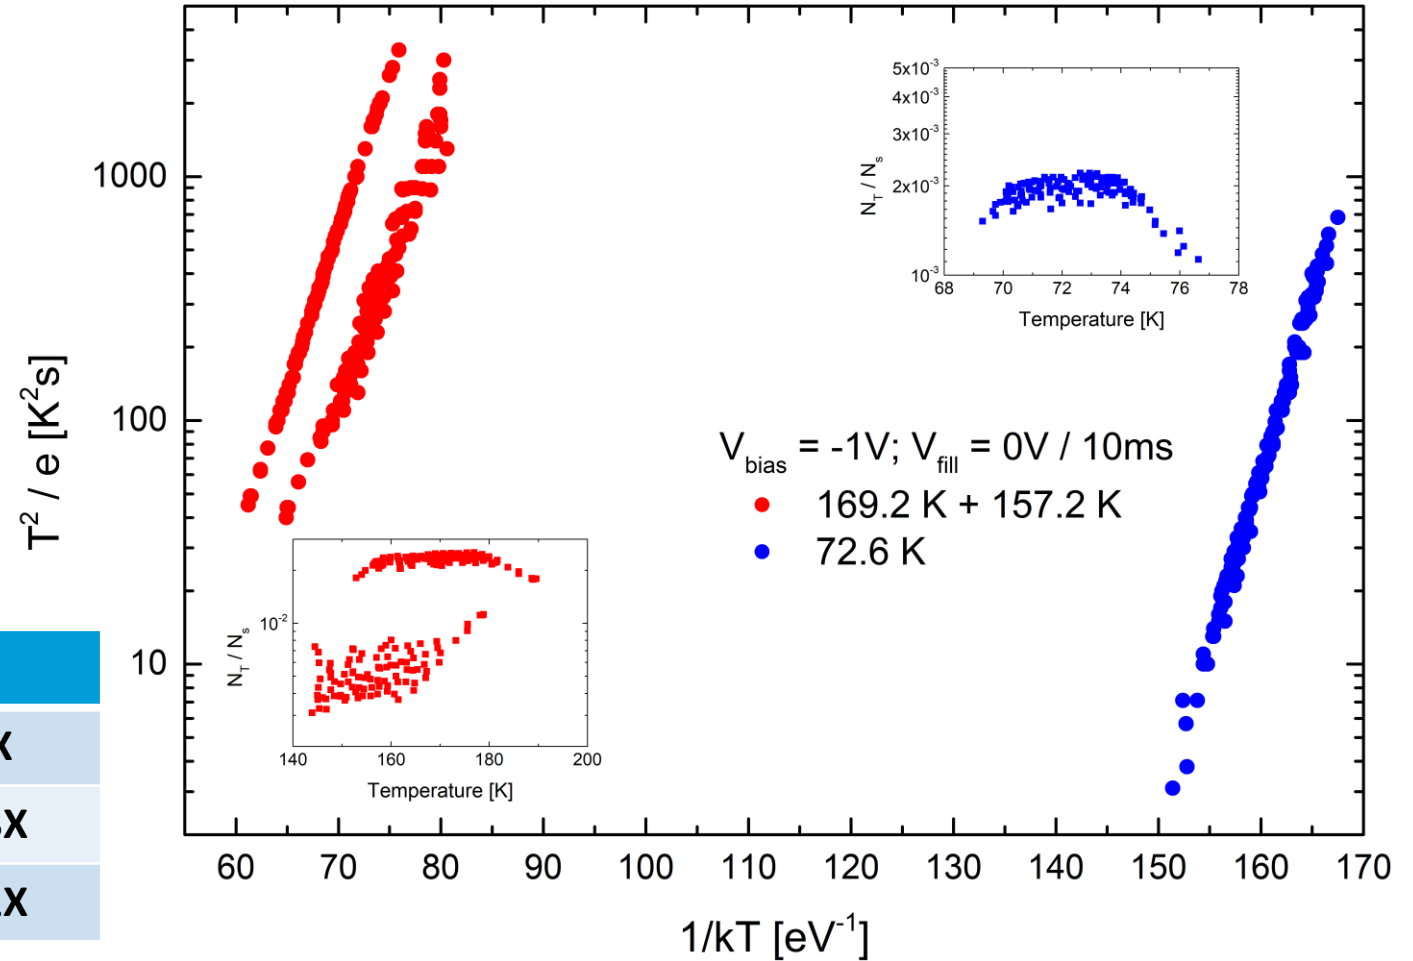 5x10⁻³
4x10⁻³
3x10⁻³
2x10⁻³
10⁻³
N_T / N_s
68 70 72 74 76 78
Temperature [K]
1000
100
10
T² / e [K²s]
V_bias = -1V; V_fill = 0V / 10ms
169.2 K + 157.2 K
72.6 K
10⁻²
N_T / N_s
140 160 180 200
Temperature [K]
X
X
X
60 70 80 90 100 110 120 130 140 150 160 170
1/kT [eV⁻¹]